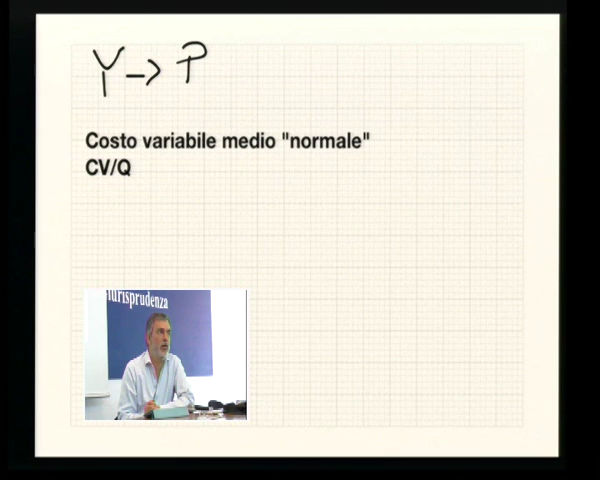 Y → P
Costo variabile medio "normale"
CV/Q
iurisprudenza